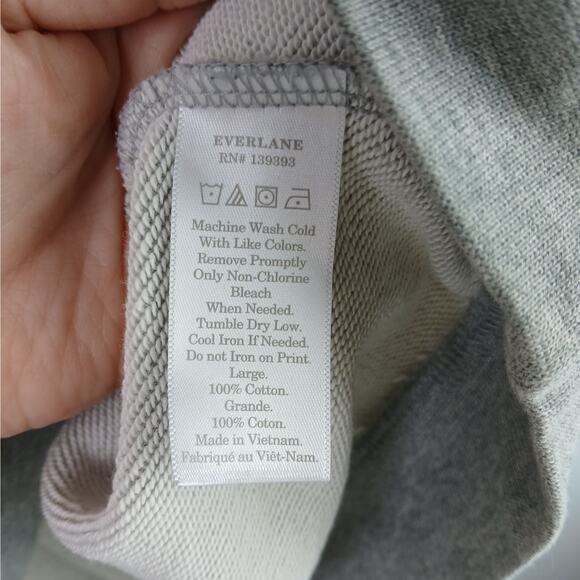 EVERLANE
RN# 139393
Machine Wash Cold
With Like Colors.
Remove Promptly
Only Non-Chlorine
Bleach
When Needed.
Tumble Dry Low.
Cool Iron If Needed.
Do not Iron on Print.
Large.
100% Cotton.
Grande.
100% Coton.
Made in Vietnam.
Fabriqué au Viêt-Nam.